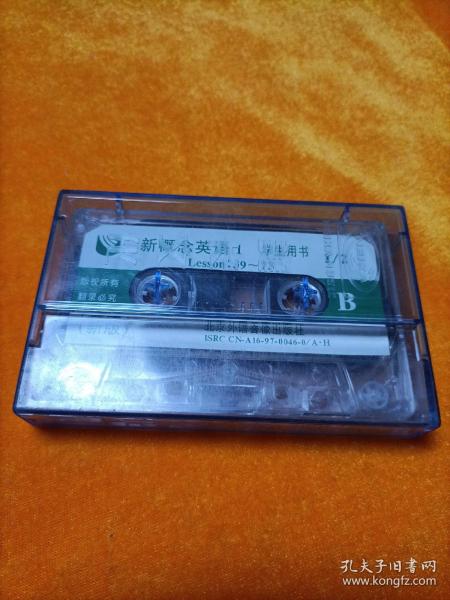 新概念英语1 学生用书
Lesson:
版权所有
翻录必究
B
(新版)
北京外语音像出版社
ISRC CN-A16-97-0046-0/A·H
孔夫子旧书网
www.kongfz.com